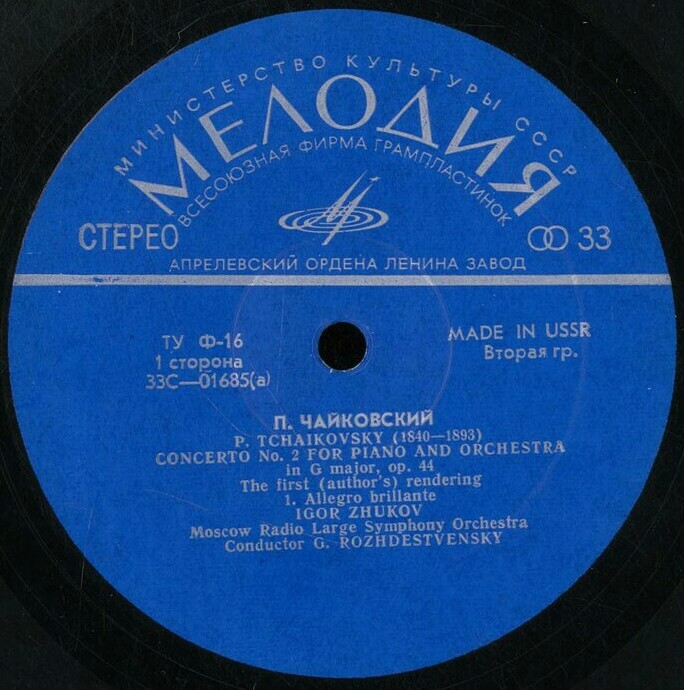 МИНИСТЕРСТВО КУЛЬТУРЫ СССР
МЕЛОДИЯ
ВСЕСОЮЗНАЯ ФИРМА ГРАМПЛАСТИНОК
СТЕРЕО
33
АПРЕЛЕВСКИЙ ОРДЕНА ЛЕНИНА ЗАВОД
ТУ Ф-16
1 сторона
33С—01685(а)
MADE IN USSR
Вторая гр.
П. ЧАЙКОВСКИЙ
P. TCHAIKOVSKY (1840—1893)
CONCERTO No. 2 FOR PIANO AND ORCHESTRA
in G major, op. 44
The first (author's) rendering
1. Allegro brillante
IGOR ZHUKOV
Moscow Radio Large Symphony Orchestra
Conductor G. ROZHDESTVENSKY